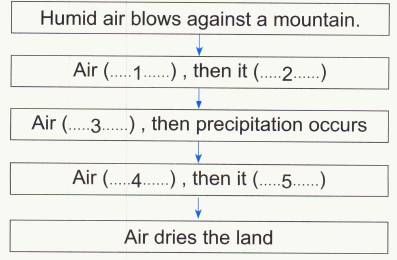 Humid air blows against a mountain.
Air (.....1......) , then it (.....2......)
Air (.....3......) , then precipitation occurs
Air (.....4......) , then it (.....5......)
Air dries the land